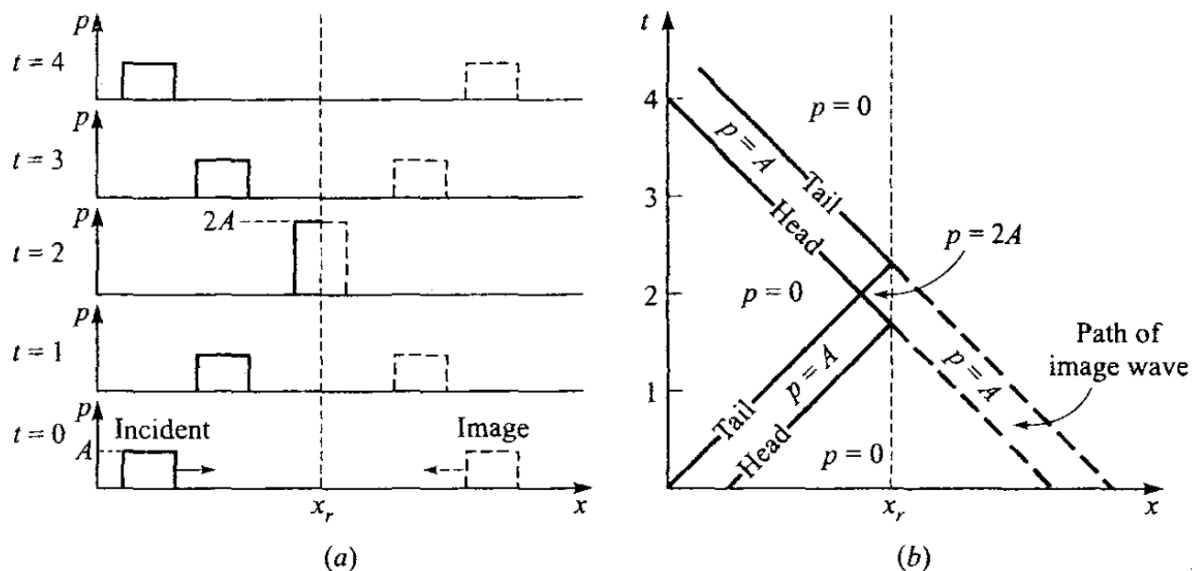 p
t = 4
p
t = 3
p
2A
t = 2
p
t = 1
p
t = 0
Incident
Image
A
x_r
x
(a)
t
4
p = 0
p = A
Tail
3
Head
p = 2A
2
p = 0
Path of
image wave
p = A
p = A
1
Tail
Head
p = 0
x_r
x
(b)